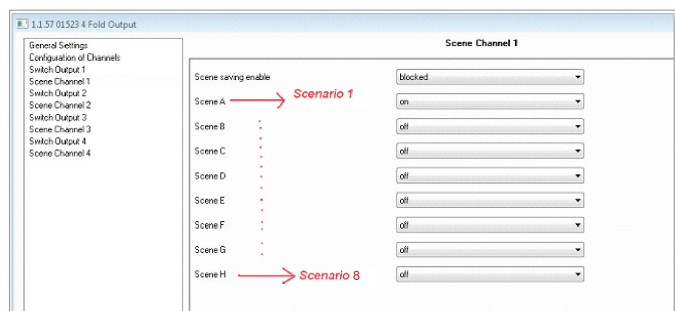 1.1.57 01523 4 Fold Output
General Settings
Configuration of Channels
Switch Output 1
Scene Channel 1
Switch Output 2
Scene Channel 2
Switch Output 3
Scene Channel 3
Switch Output 4
Scene Channel 4
Scene Channel 1
Scene saving enable blocked
Scene A Scenario 1 on
Scene B off
Scene C off
Scene D off
Scene E off
Scene F off
Scene G off
Scene H Scenario 8 off